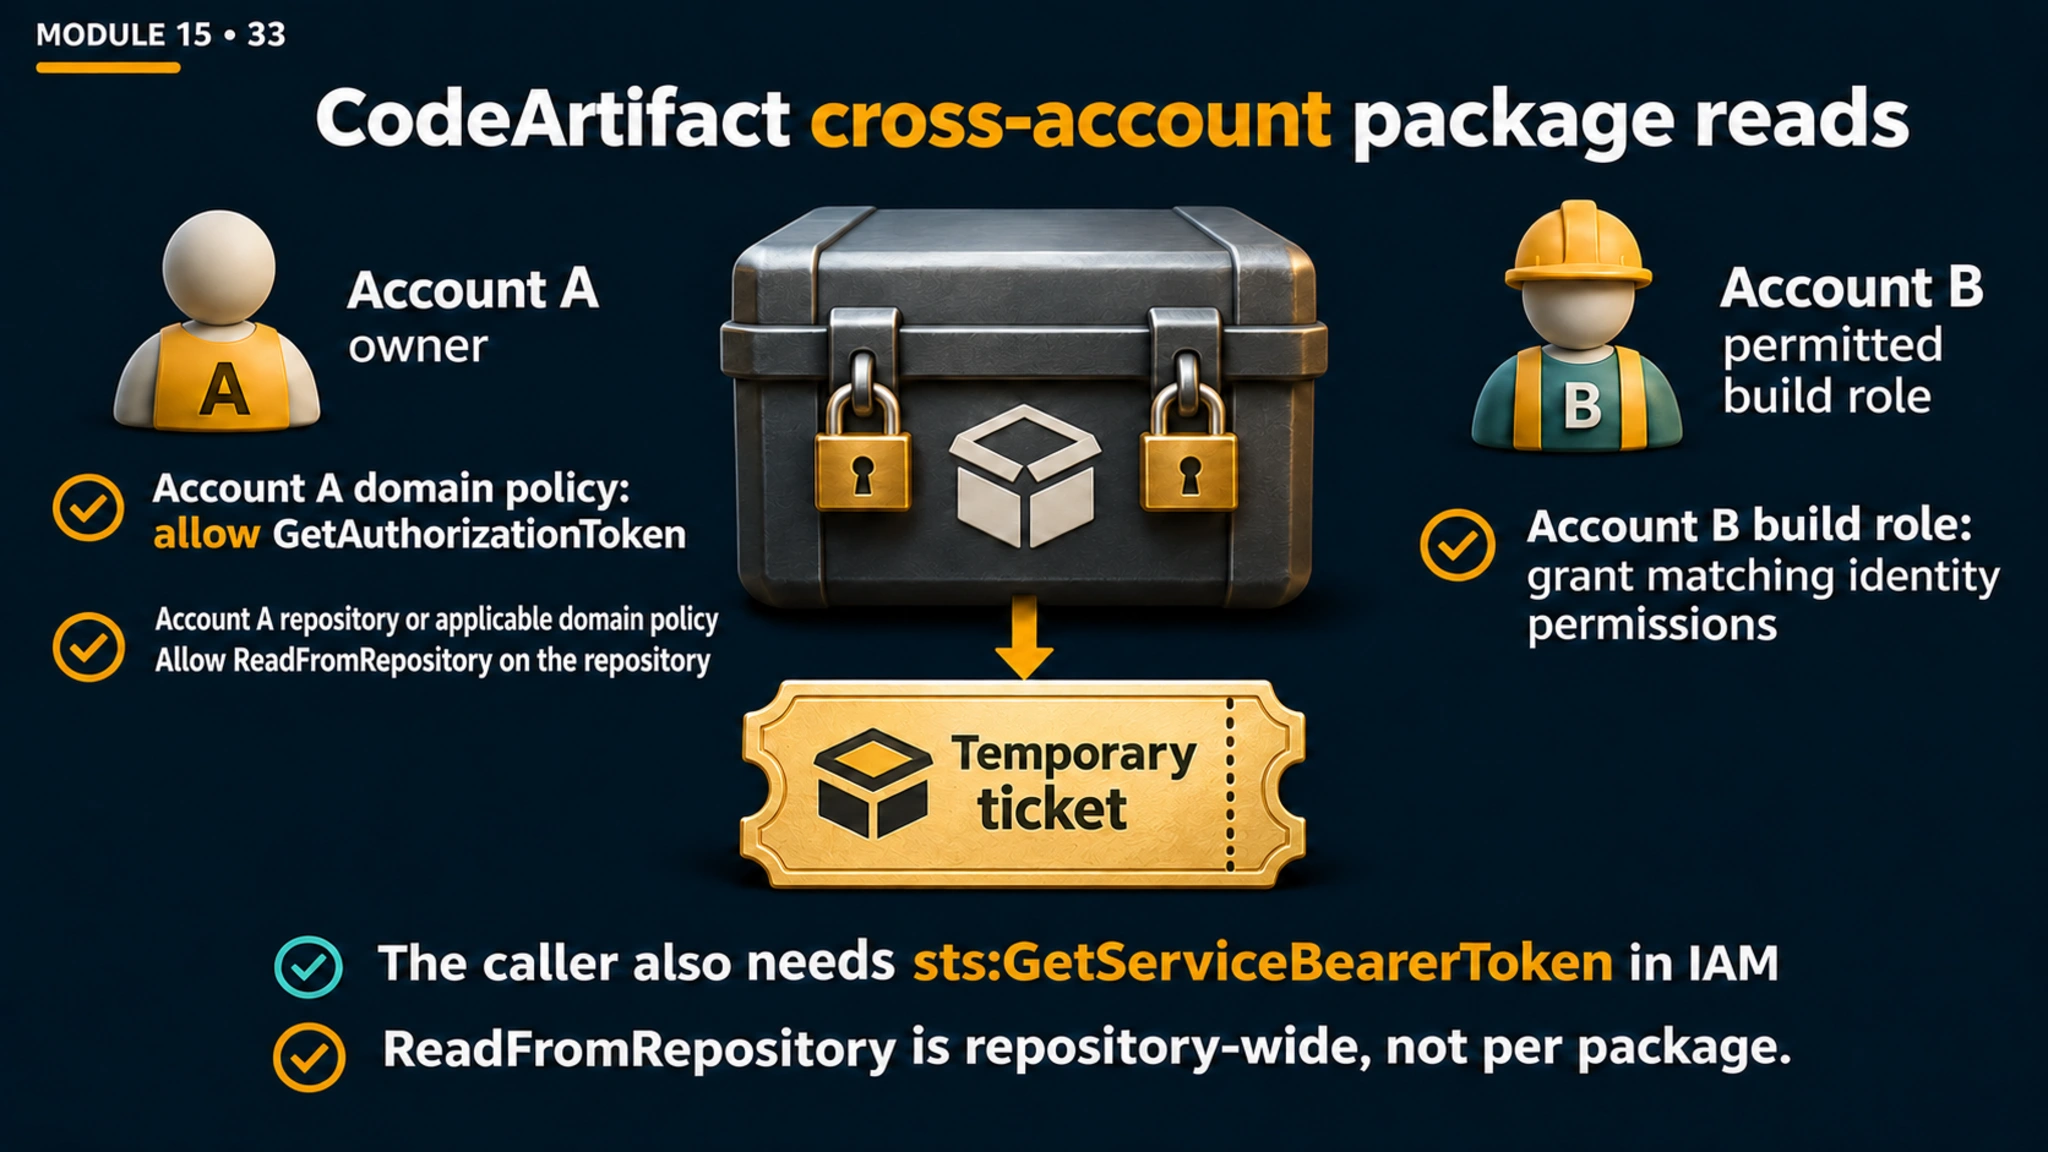 MODULE 15 • 33
CodeArtifact cross-account package reads
A
Account A
owner
Account A domain policy:
allow GetAuthorizationToken
Account A repository or applicable domain policy
Allow ReadFromRepository on the repository
B
Account B
permitted
build role
Account B build role:
grant matching identity
permissions
Temporary
ticket
The caller also needs sts:GetServiceBearerToken in IAM
ReadFromRepository is repository-wide, not per package.